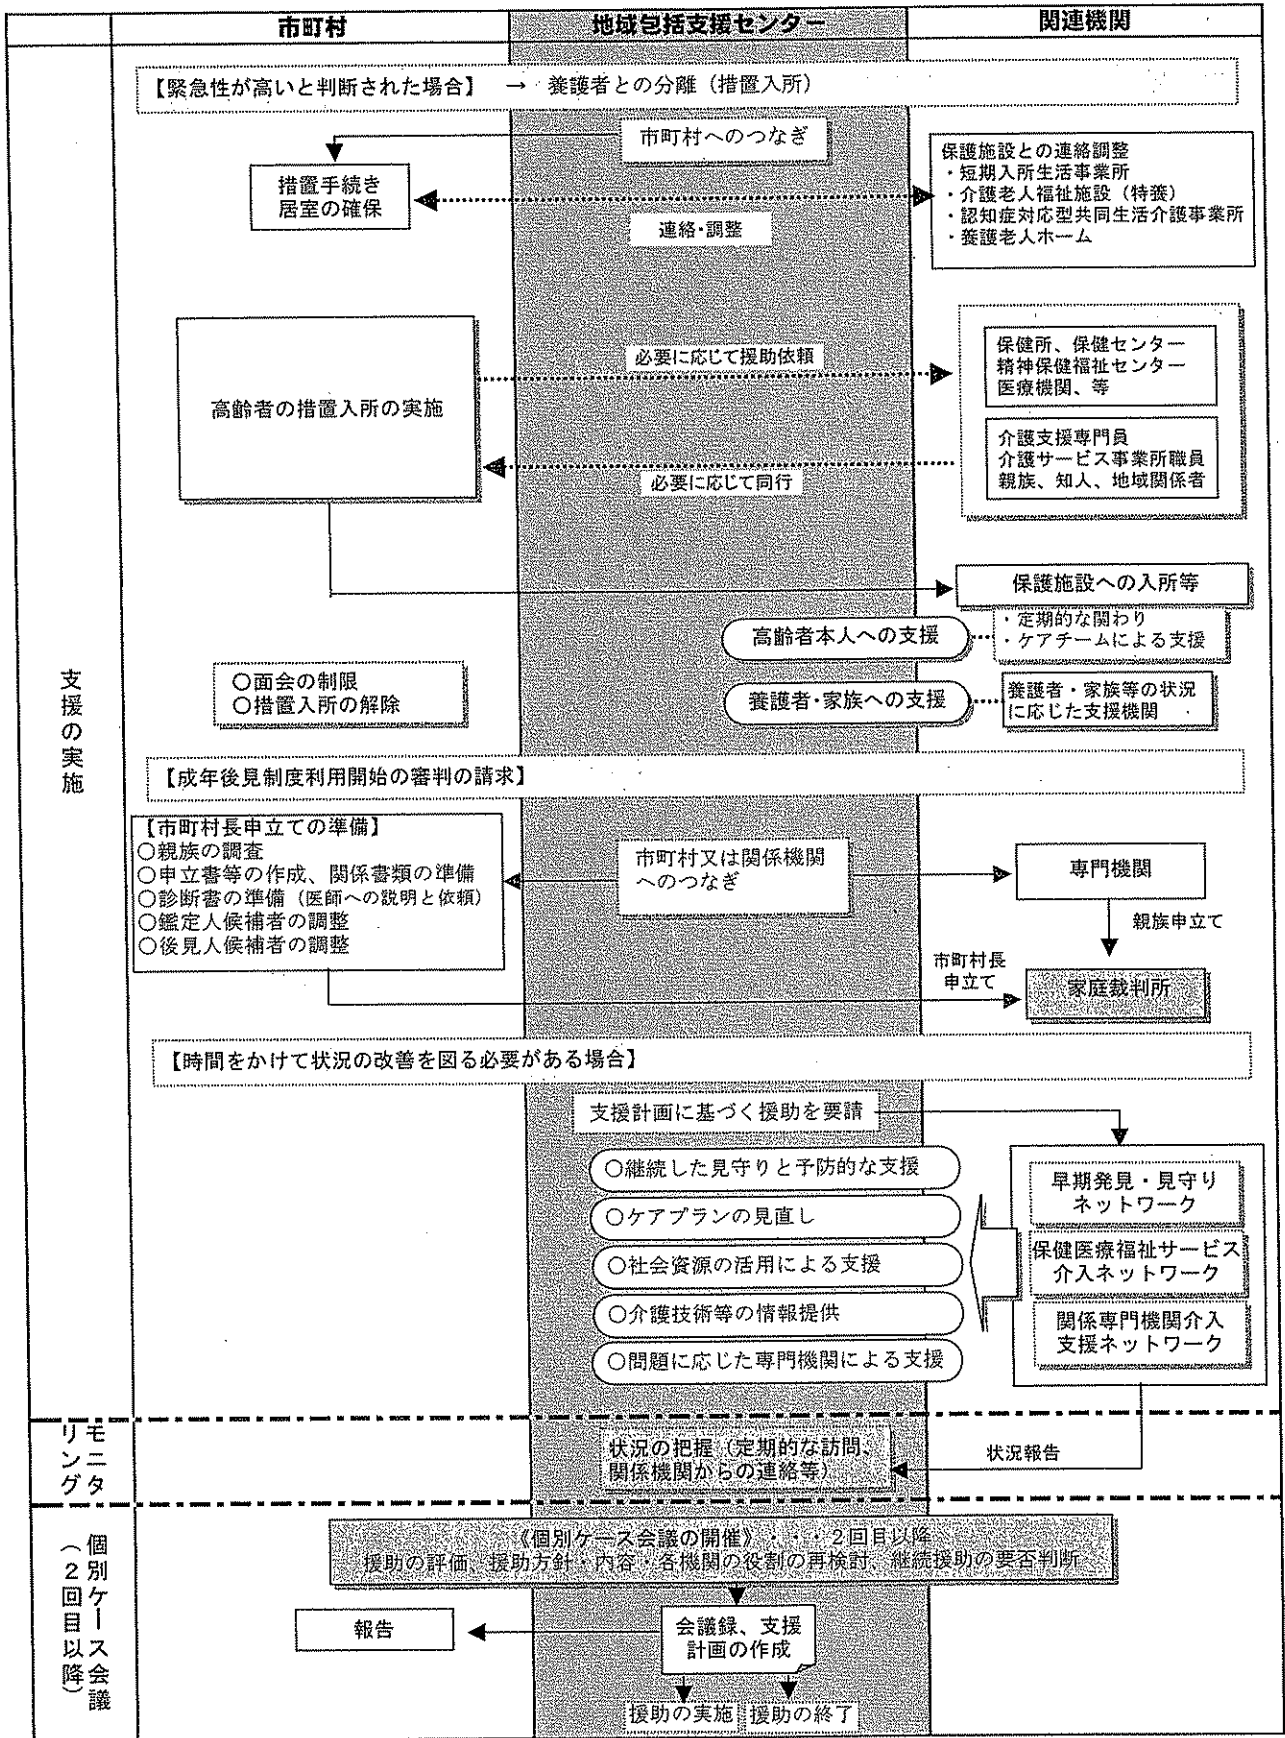 市町村
地域包括支援センター
関連機関
【緊急性が高いと判断された場合】 → 養護者との分離（措置入所）
市町村へのつなぎ
措置手続き
居室の確保
連絡・調整
保護施設との連絡調整
・短期入所生活事業所
・介護老人福祉施設（特養）
・認知症対応型共同生活介護事業所
・養護老人ホーム
高齢者の措置入所の実施
必要に応じて援助依頼
必要に応じて同行
保健所、保健センター
精神保健福祉センター
医療機関、等
介護支援専門員
介護サービス事業所職員
親族、知人、地域関係者
保護施設への入所等
高齢者本人への支援
・定期的な関わり
・ケアチームによる支援
○面会の制限
○措置入所の解除
養護者・家族への支援
養護者・家族等の状況
に応じた支援機関
支援の実施
【成年後見制度利用開始の審判の請求】
【市町村長申立ての準備】
○親族の調査
○申立書等の作成、関係書類の準備
○診断書の準備（医師への説明と依頼）
○鑑定人候補者の調整
○後見人候補者の調整
市町村又は関係機関
へのつなぎ
専門機関
親族申立て
市町村長
申立て
家庭裁判所
【時間をかけて状況の改善を図る必要がある場合】
支援計画に基づく援助を要請
○継続した見守りと予防的な支援
○ケアプランの見直し
○社会資源の活用による支援
○介護技術等の情報提供
○問題に応じた専門機関による支援
早期発見・見守り
ネットワーク
保健医療福祉サービス
介入ネットワーク
関係専門機関介入
支援ネットワーク
モニタ
リング
状況の把握（定期的な訪問、
関係機関からの連絡等）
状況報告
個別ケース会議
（２回目以降）
《個別ケース会議の開催》・・・２回目以降
援助の評価、援助方針・内容・各機関の役割の再検討、継続援助の要否判断
報告
会議録、支援
計画の作成
援助の実施
援助の終了